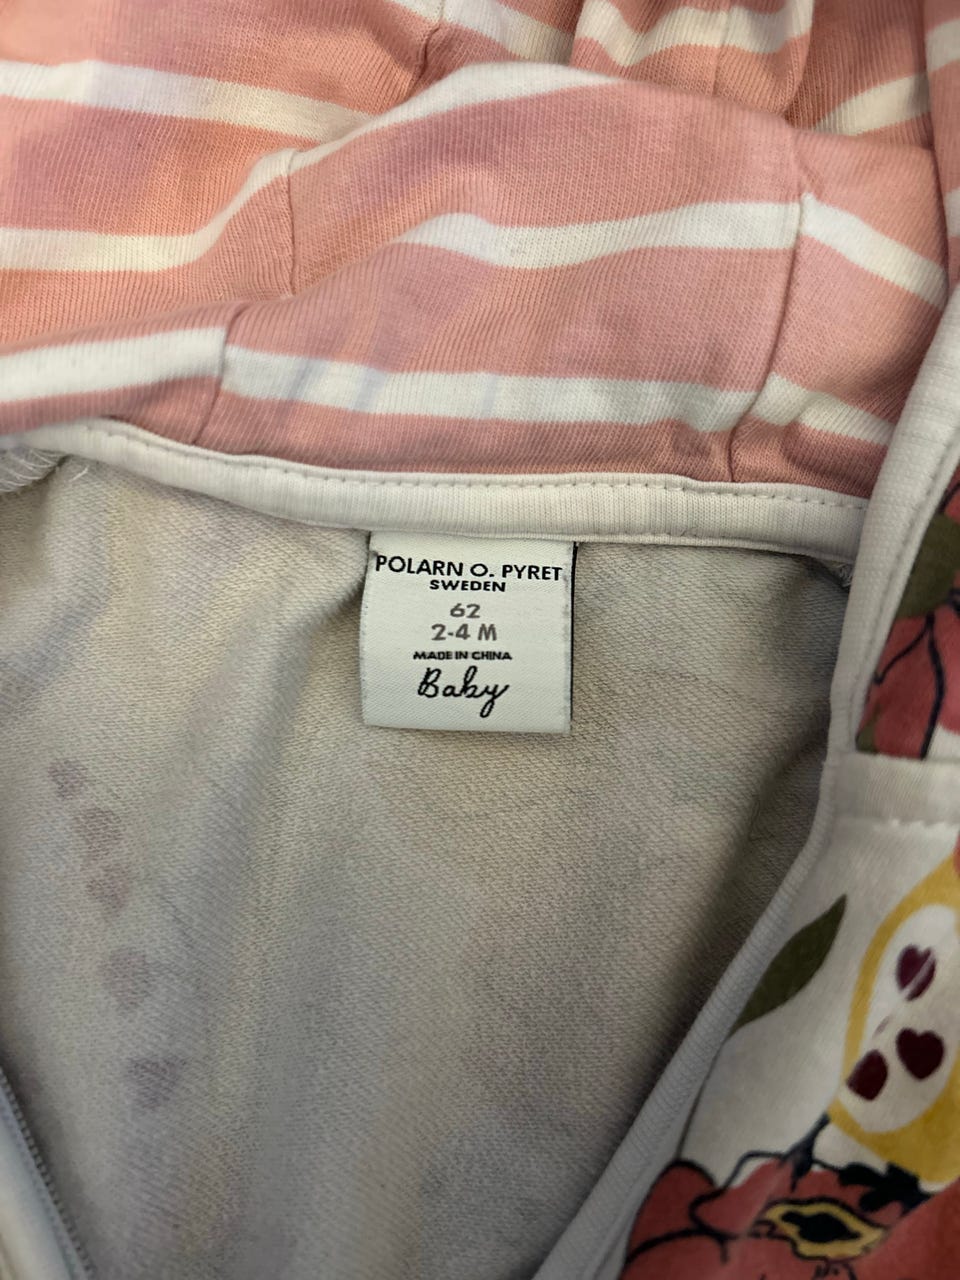 POLARN O. PYRET
SWEDEN
62
2-4 M
MADE IN CHINA
Baby